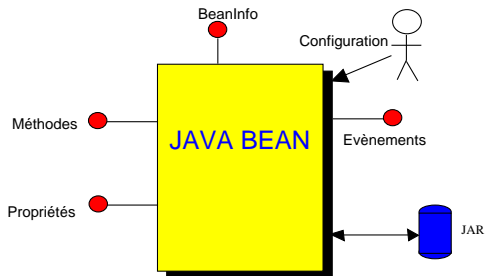 BeanInfo
Configuration
Méthodes
JAVA BEAN
Evènements
Propriétés
JAR